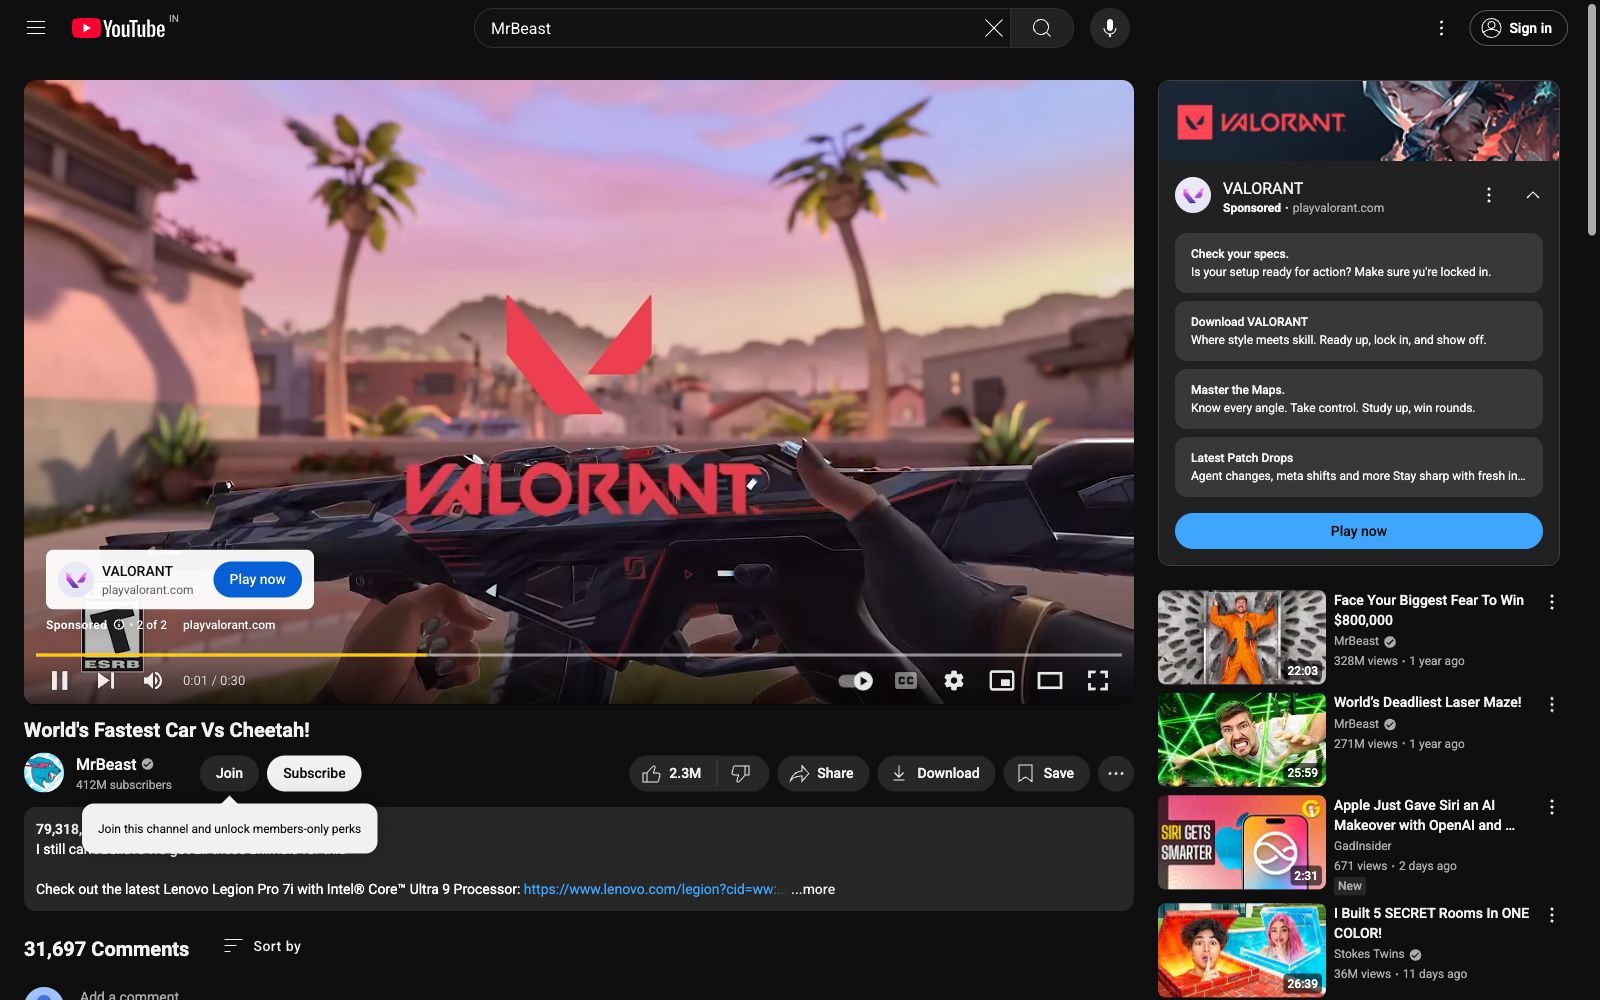 YouTube IN
MrBeast
Sign in
VALORANT
VALORANT
playvalorant.com
Play now
Sponsored · 2 of 2 playvalorant.com
T
ESRB
0:01 / 0:30
CC
World's Fastest Car Vs Cheetah!
MrBeast
412M subscribers
Join
Subscribe
2.3M
Share
Download
Save
Join this channel and unlock members-only perks
79,318,
I still can't
Check out the latest Lenovo Legion Pro 7i with Intel® Core™ Ultra 9 Processor: https://www.lenovo.com/legion?cid=ww:... ...more
31,697 Comments
Sort by
Add a comment
VALORANT
VALORANT
Sponsored · playvalorant.com
Check your specs.
Is your setup ready for action? Make sure you're locked in.
Download VALORANT
Where style meets skill. Ready up, lock in, and show off.
Master the Maps.
Know every angle. Take control. Study up, win rounds.
Latest Patch Drops
Agent changes, meta shifts and more Stay sharp with fresh in...
Play now
22:03
Face Your Biggest Fear To Win
$800,000
MrBeast
328M views · 1 year ago
25:59
World's Deadliest Laser Maze!
MrBeast
271M views · 1 year ago
SIRI GETS
SMARTER
2:31
Apple Just Gave Siri an AI
Makeover with OpenAI and ...
GadInsider
671 views · 2 days ago
New
26:39
I Built 5 SECRET Rooms In ONE
COLOR!
Stokes Twins
36M views · 11 days ago